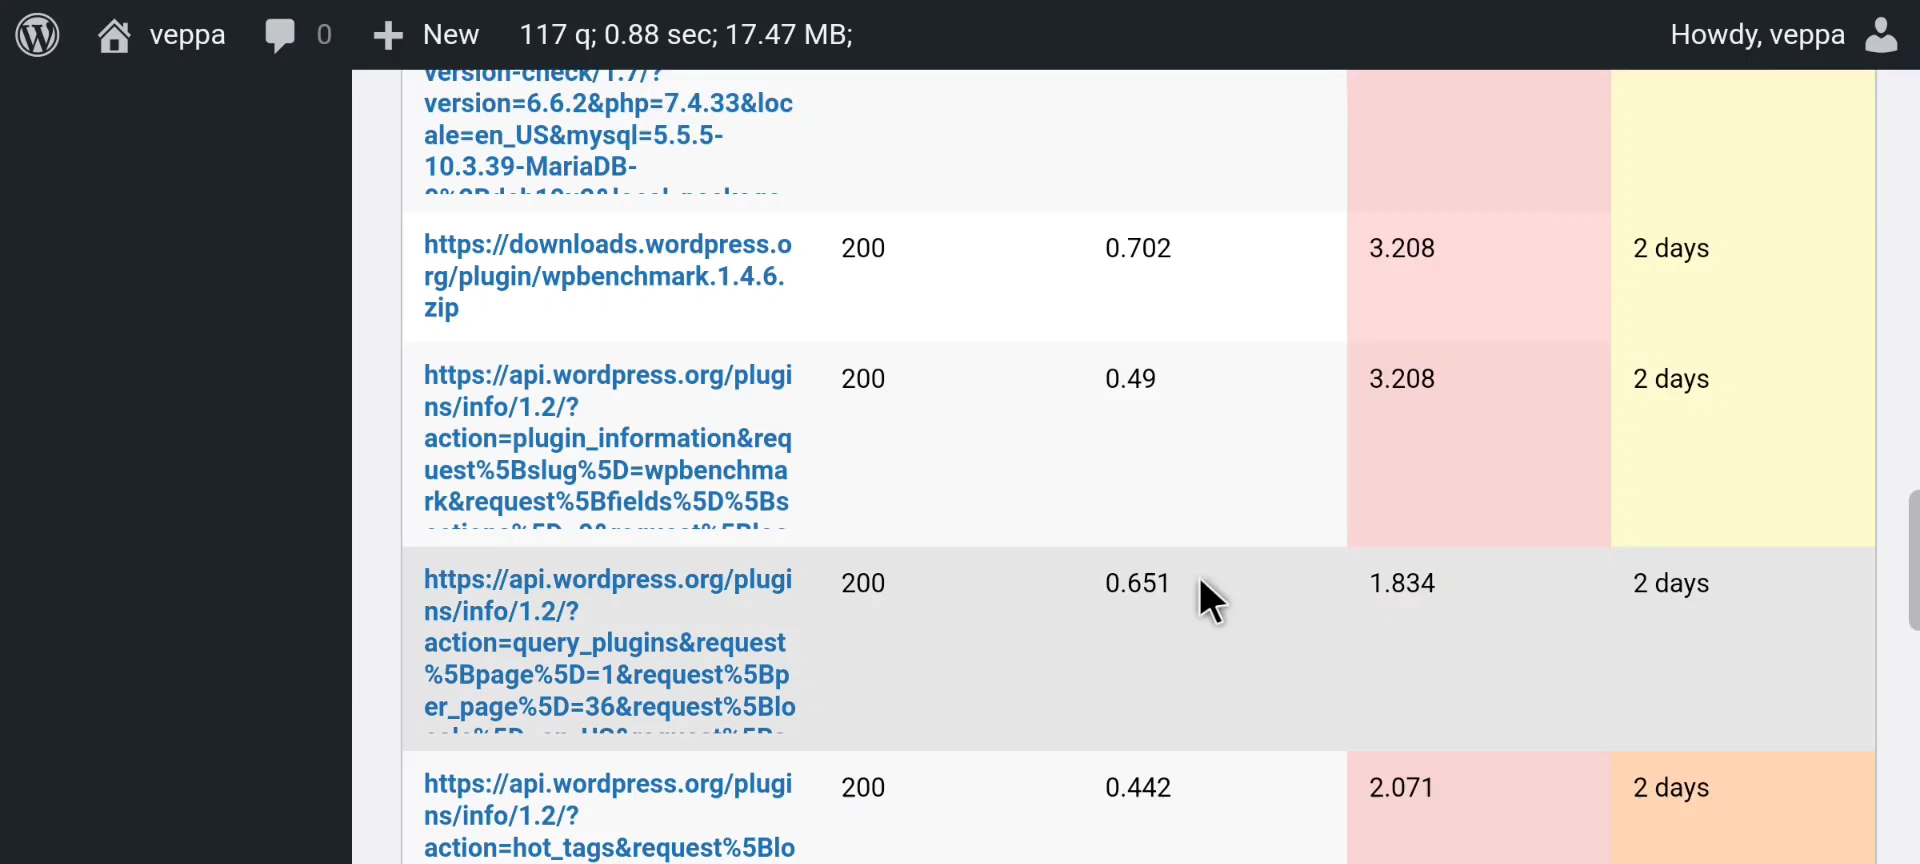 veppa
0
New
117 q; 0.88 sec; 17.47 MB;
Howdy, veppa
version-check/1.7/?
version=6.6.2&php=7.4.33&loc
ale=en_US&mysql=5.5.5-
10.3.39-MariaDB-
https://downloads.wordpress.o
rg/plugin/wpbenchmark.1.4.6.
zip
200
0.702
3.208
2 days
https://api.wordpress.org/plugi
ns/info/1.2/?
action=plugin_information&req
uest%5Bslug%5D=wpbenchma
rk&request%5Bfields%5D%5Bs
200
0.49
3.208
2 days
https://api.wordpress.org/plugi
ns/info/1.2/?
action=query_plugins&request
%5Bpage%5D=1&request%5Bp
er_page%5D=36&request%5Blo
200
0.651
1.834
2 days
https://api.wordpress.org/plugi
ns/info/1.2/?
action=hot_tags&request%5Blo
200
0.442
2.071
2 days